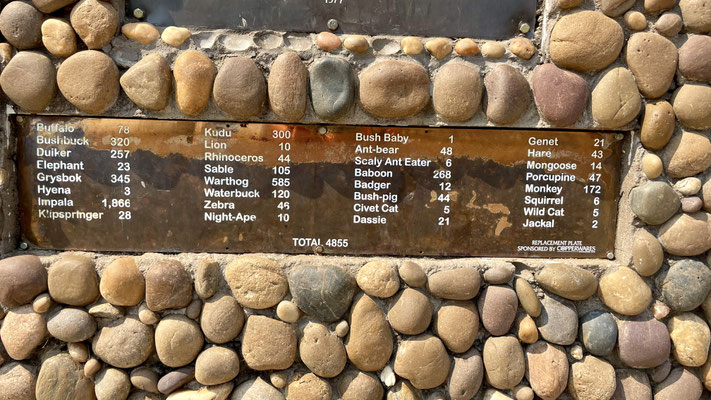 1977
Buffalo 78
Bushbuck 320
Duiker 257
Elephant 23
Grysbok 345
Hyena 3
Impala 1,866
Klipspringer 28
Kudu 300
Lion 10
Rhinoceros 44
Sable 105
Warthog 585
Waterbuck 120
Zebra 46
Night-Ape 10
Bush Baby 1
Ant-bear 48
Scaly Ant Eater 6
Baboon 268
Badger 12
Bush-pig 44
Civet Cat 5
Dassie 21
Genet 21
Hare 43
Mongoose 14
Porcupine 47
Monkey 172
Squirrel 6
Wild Cat 5
Jackal 2
TOTAL 4855
REPLACEMENT PLATE
SPONSORED BY COPPERWARES